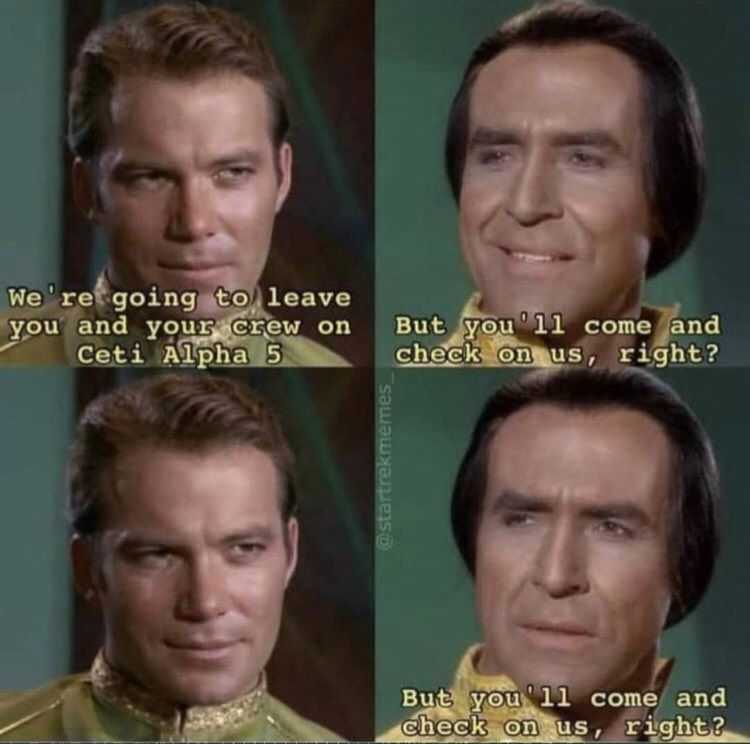 We're going to leave
you and your crew on
Ceti Alpha 5
But you'll come and
check on us, right?
@startrekmemes_
But you'll come and
check on us, right?